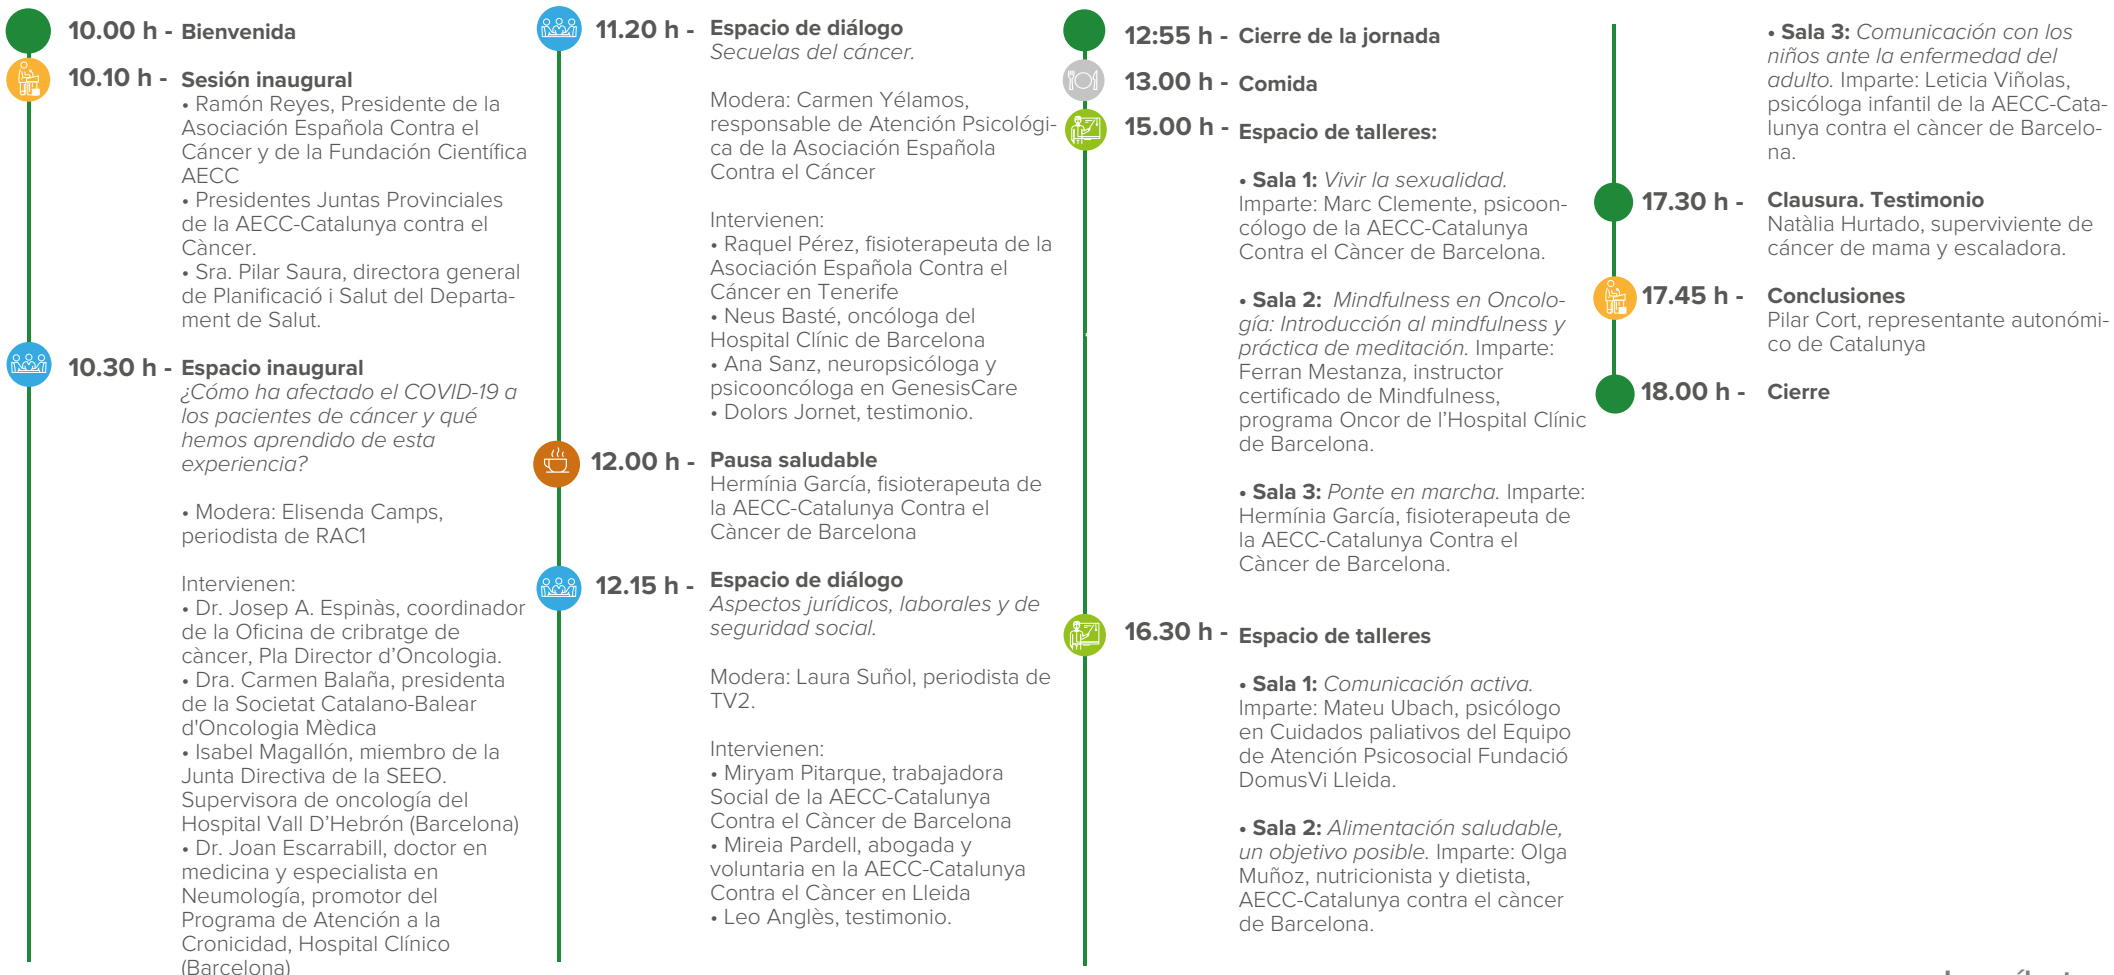 10.00 h - Bienvenida
10.10 h - Sesión inaugural
• Ramón Reyes, Presidente de la
Asociación Española Contra el
Cáncer y de la Fundación Científica
AECC
• Presidentes Juntas Provinciales
de la AECC-Catalunya contra el
Càncer.
• Sra. Pilar Saura, directora general
de Planificació i Salut del Departa-
ment de Salut.
10.30 h - Espacio inaugural
¿Cómo ha afectado el COVID-19 a
los pacientes de cáncer y qué
hemos aprendido de esta
experiencia?
• Modera: Elisenda Camps,
periodista de RAC1
Intervienen:
• Dr. Josep A. Espinàs, coordinador
de la Oficina de cribratge de
càncer, Pla Director d’Oncologia.
• Dra. Carmen Balaña, presidenta
de la Societat Catalano-Balear
d'Oncologia Mèdica
• Isabel Magallón, miembro de la
Junta Directiva de la SEEO.
Supervisora de oncología del
Hospital Vall D’Hebrón (Barcelona)
• Dr. Joan Escarrabill, doctor en
medicina y especialista en
Neumología, promotor del
Programa de Atención a la
Cronicidad, Hospital Clínico
(Barcelona)
11.20 h - Espacio de diálogo
Secuelas del cáncer.
Modera: Carmen Yélamos,
responsable de Atención Psicológi-
ca de la Asociación Española
Contra el Cáncer
Intervienen:
• Raquel Pérez, fisioterapeuta de la
Asociación Española Contra el
Cáncer en Tenerife
• Neus Basté, oncóloga del
Hospital Clínic de Barcelona
• Ana Sanz, neuropsicóloga y
psicooncóloga en GenesisCare
• Dolors Jornet, testimonio.
12.00 h - Pausa saludable
Hermínia García, fisioterapeuta de
la AECC-Catalunya Contra el
Càncer de Barcelona
12.15 h - Espacio de diálogo
Aspectos jurídicos, laborales y de
seguridad social.
Modera: Laura Suñol, periodista de
TV2.
Intervienen:
• Miryam Pitarque, trabajadora
Social de la AECC-Catalunya
Contra el Càncer de Barcelona
• Mireia Pardell, abogada y
voluntaria en la AECC-Catalunya
Contra el Càncer en Lleida
• Leo Anglès, testimonio.
12:55 h - Cierre de la jornada
13.00 h - Comida
15.00 h - Espacio de talleres:
• Sala 1: Vivir la sexualidad.
Imparte: Marc Clemente, psicoon-
cólogo de la AECC-Catalunya
Contra el Càncer de Barcelona.
• Sala 2: Mindfulness en Oncolo-
gía: Introducción al mindfulness y
práctica de meditación. Imparte:
Ferran Mestanza, instructor
certificado de Mindfulness,
programa Oncor de l’Hospital Clínic
de Barcelona.
• Sala 3: Ponte en marcha. Imparte:
Hermínia García, fisioterapeuta de
la AECC-Catalunya Contra el
Càncer de Barcelona.
16.30 h - Espacio de talleres
• Sala 1: Comunicación activa.
Imparte: Mateu Ubach, psicólogo
en Cuidados paliativos del Equipo
de Atención Psicosocial Fundació
DomusVi Lleida.
• Sala 2: Alimentación saludable,
un objetivo posible. Imparte: Olga
Muñoz, nutricionista y dietista,
AECC-Catalunya contra el càncer
de Barcelona.
• Sala 3: Comunicación con los
niños ante la enfermedad del
adulto. Imparte: Leticia Viñolas,
psicóloga infantil de la AECC-Cata-
lunya contra el càncer de Barcelo-
na.
17.30 h - Clausura. Testimonio
Natàlia Hurtado, superviviente de
cáncer de mama y escaladora.
17.45 h - Conclusiones
Pilar Cort, representante autonómi-
co de Catalunya
18.00 h - Cierre